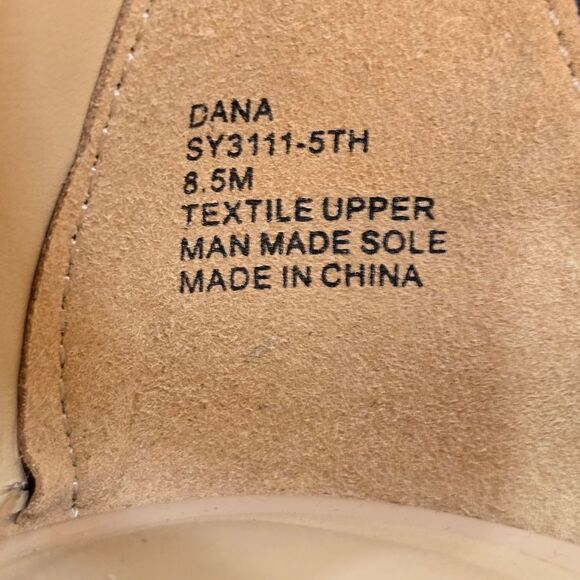 DANA
SY3111-5TH
8.5M
TEXTILE UPPER
MAN MADE SOLE
MADE IN CHINA